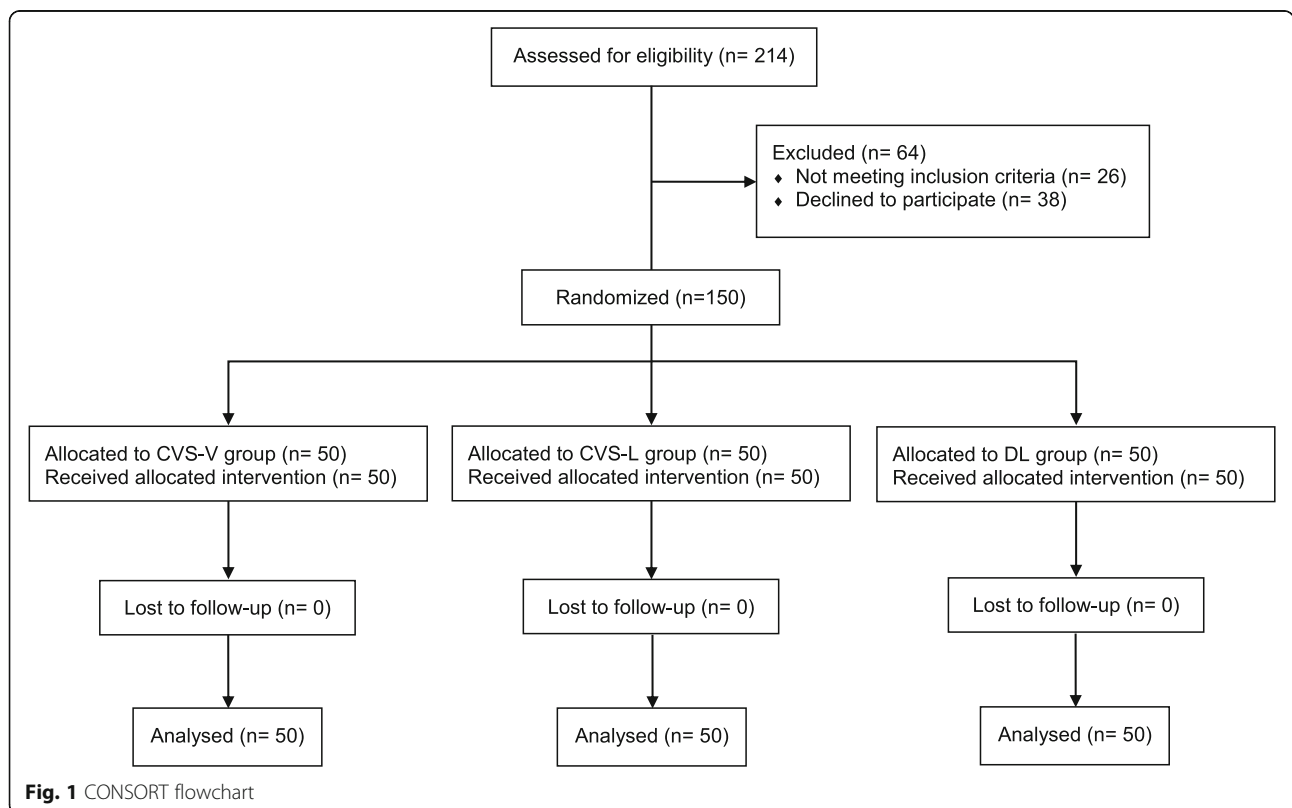 Assessed for eligibility (n= 214)
Excluded (n= 64)
♦ Not meeting inclusion criteria (n= 26)
♦ Declined to participate (n= 38)
Randomized (n=150)
Allocated to CVS-V group (n= 50)
Received allocated intervention (n= 50)
Allocated to CVS-L group (n= 50)
Received allocated intervention (n= 50)
Allocated to DL group (n= 50)
Received allocated intervention (n= 50)
Lost to follow-up (n= 0)
Lost to follow-up (n= 0)
Lost to follow-up (n= 0)
Analysed (n= 50)
Analysed (n= 50)
Analysed (n= 50)
Fig. 1 CONSORT flowchart